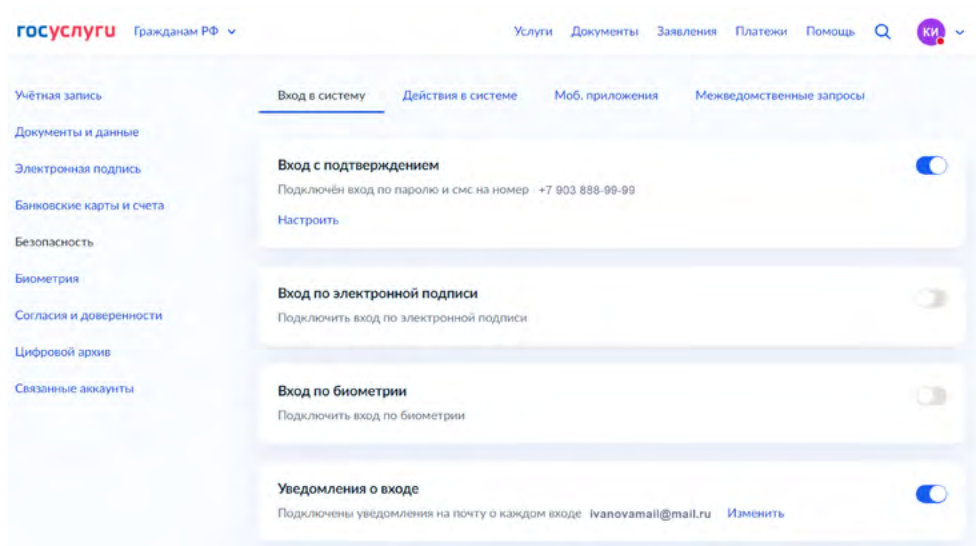 госуслуги Гражданам РФ Услуги Документы Заявления Платежи Помощь КИ
Учётная запись
Документы и данные
Электронная подпись
Банковские карты и счета
Безопасность
Биометрия
Согласия и доверенности
Цифровой архив
Связанные аккаунты
Вход в систему Действия в системе Моб. приложения Межведомственные запросы
Вход с подтверждением
Подключён вход по паролю и смс на номер +7 903 888-99-99
Настроить
Вход по электронной подписи
Подключить вход по электронной подписи
Вход по биометрии
Подключить вход по биометрии
Уведомления о входе
Подключены уведомления на почту о каждом входе ivanovamail@mail.ru Изменить